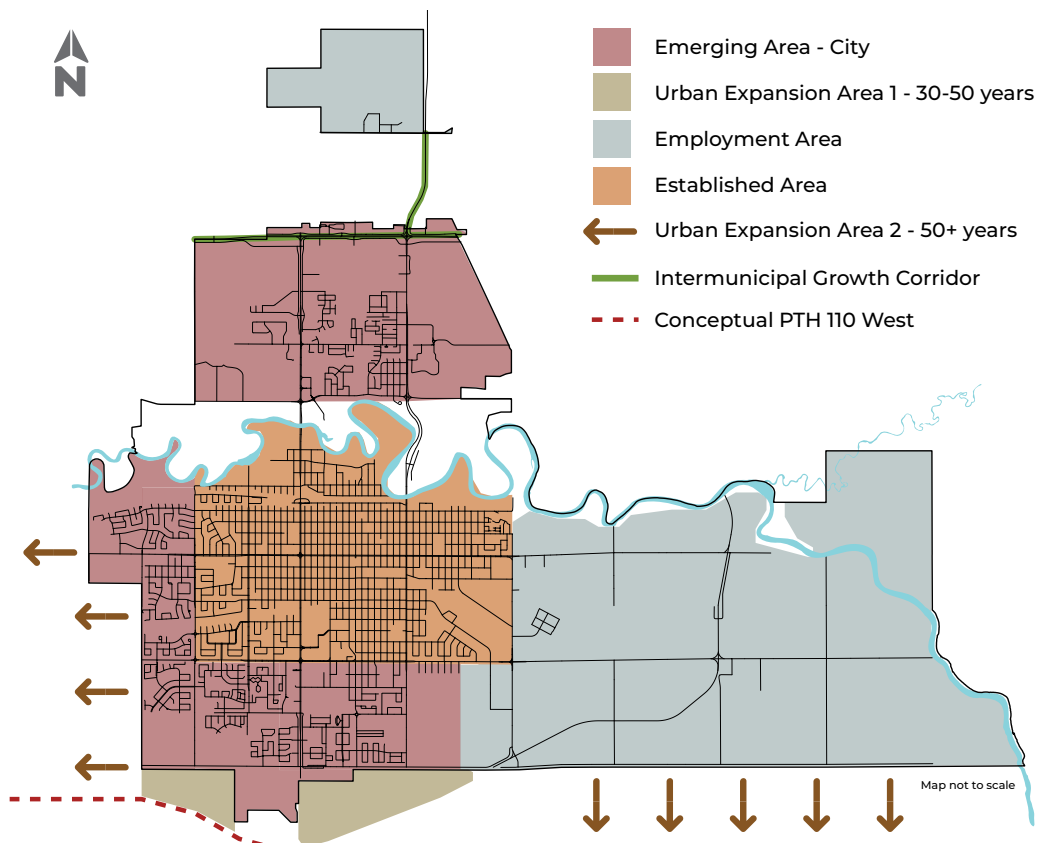 N
Emerging Area - City
Urban Expansion Area 1 - 30-50 years
Employment Area
Established Area
Urban Expansion Area 2 - 50+ years
Intermunicipal Growth Corridor
Conceptual PTH 110 West
Map not to scale